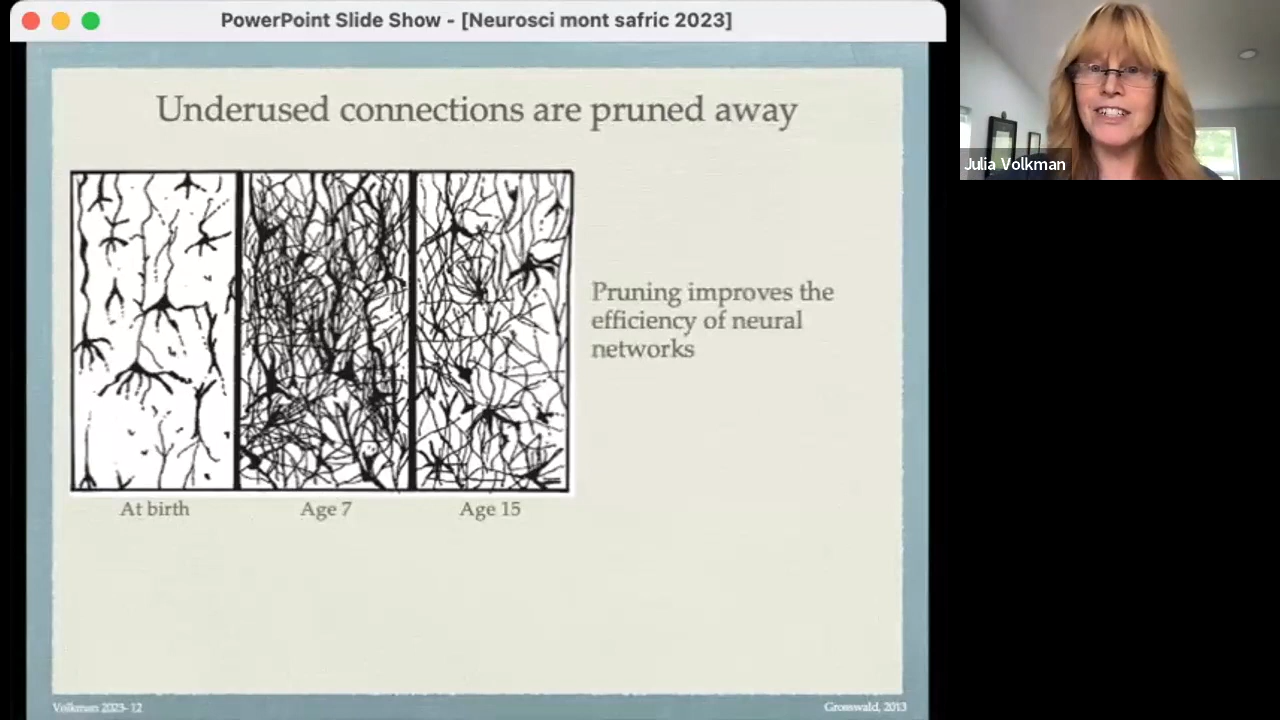 PowerPoint Slide Show - [Neurosci mont safric 2023]
Julia Volkman
Underused connections are pruned away
Pruning improves the
efficiency of neural
networks
At birth
Age 7
Age 15
Volkman 2023- 12
Grosswald, 2013